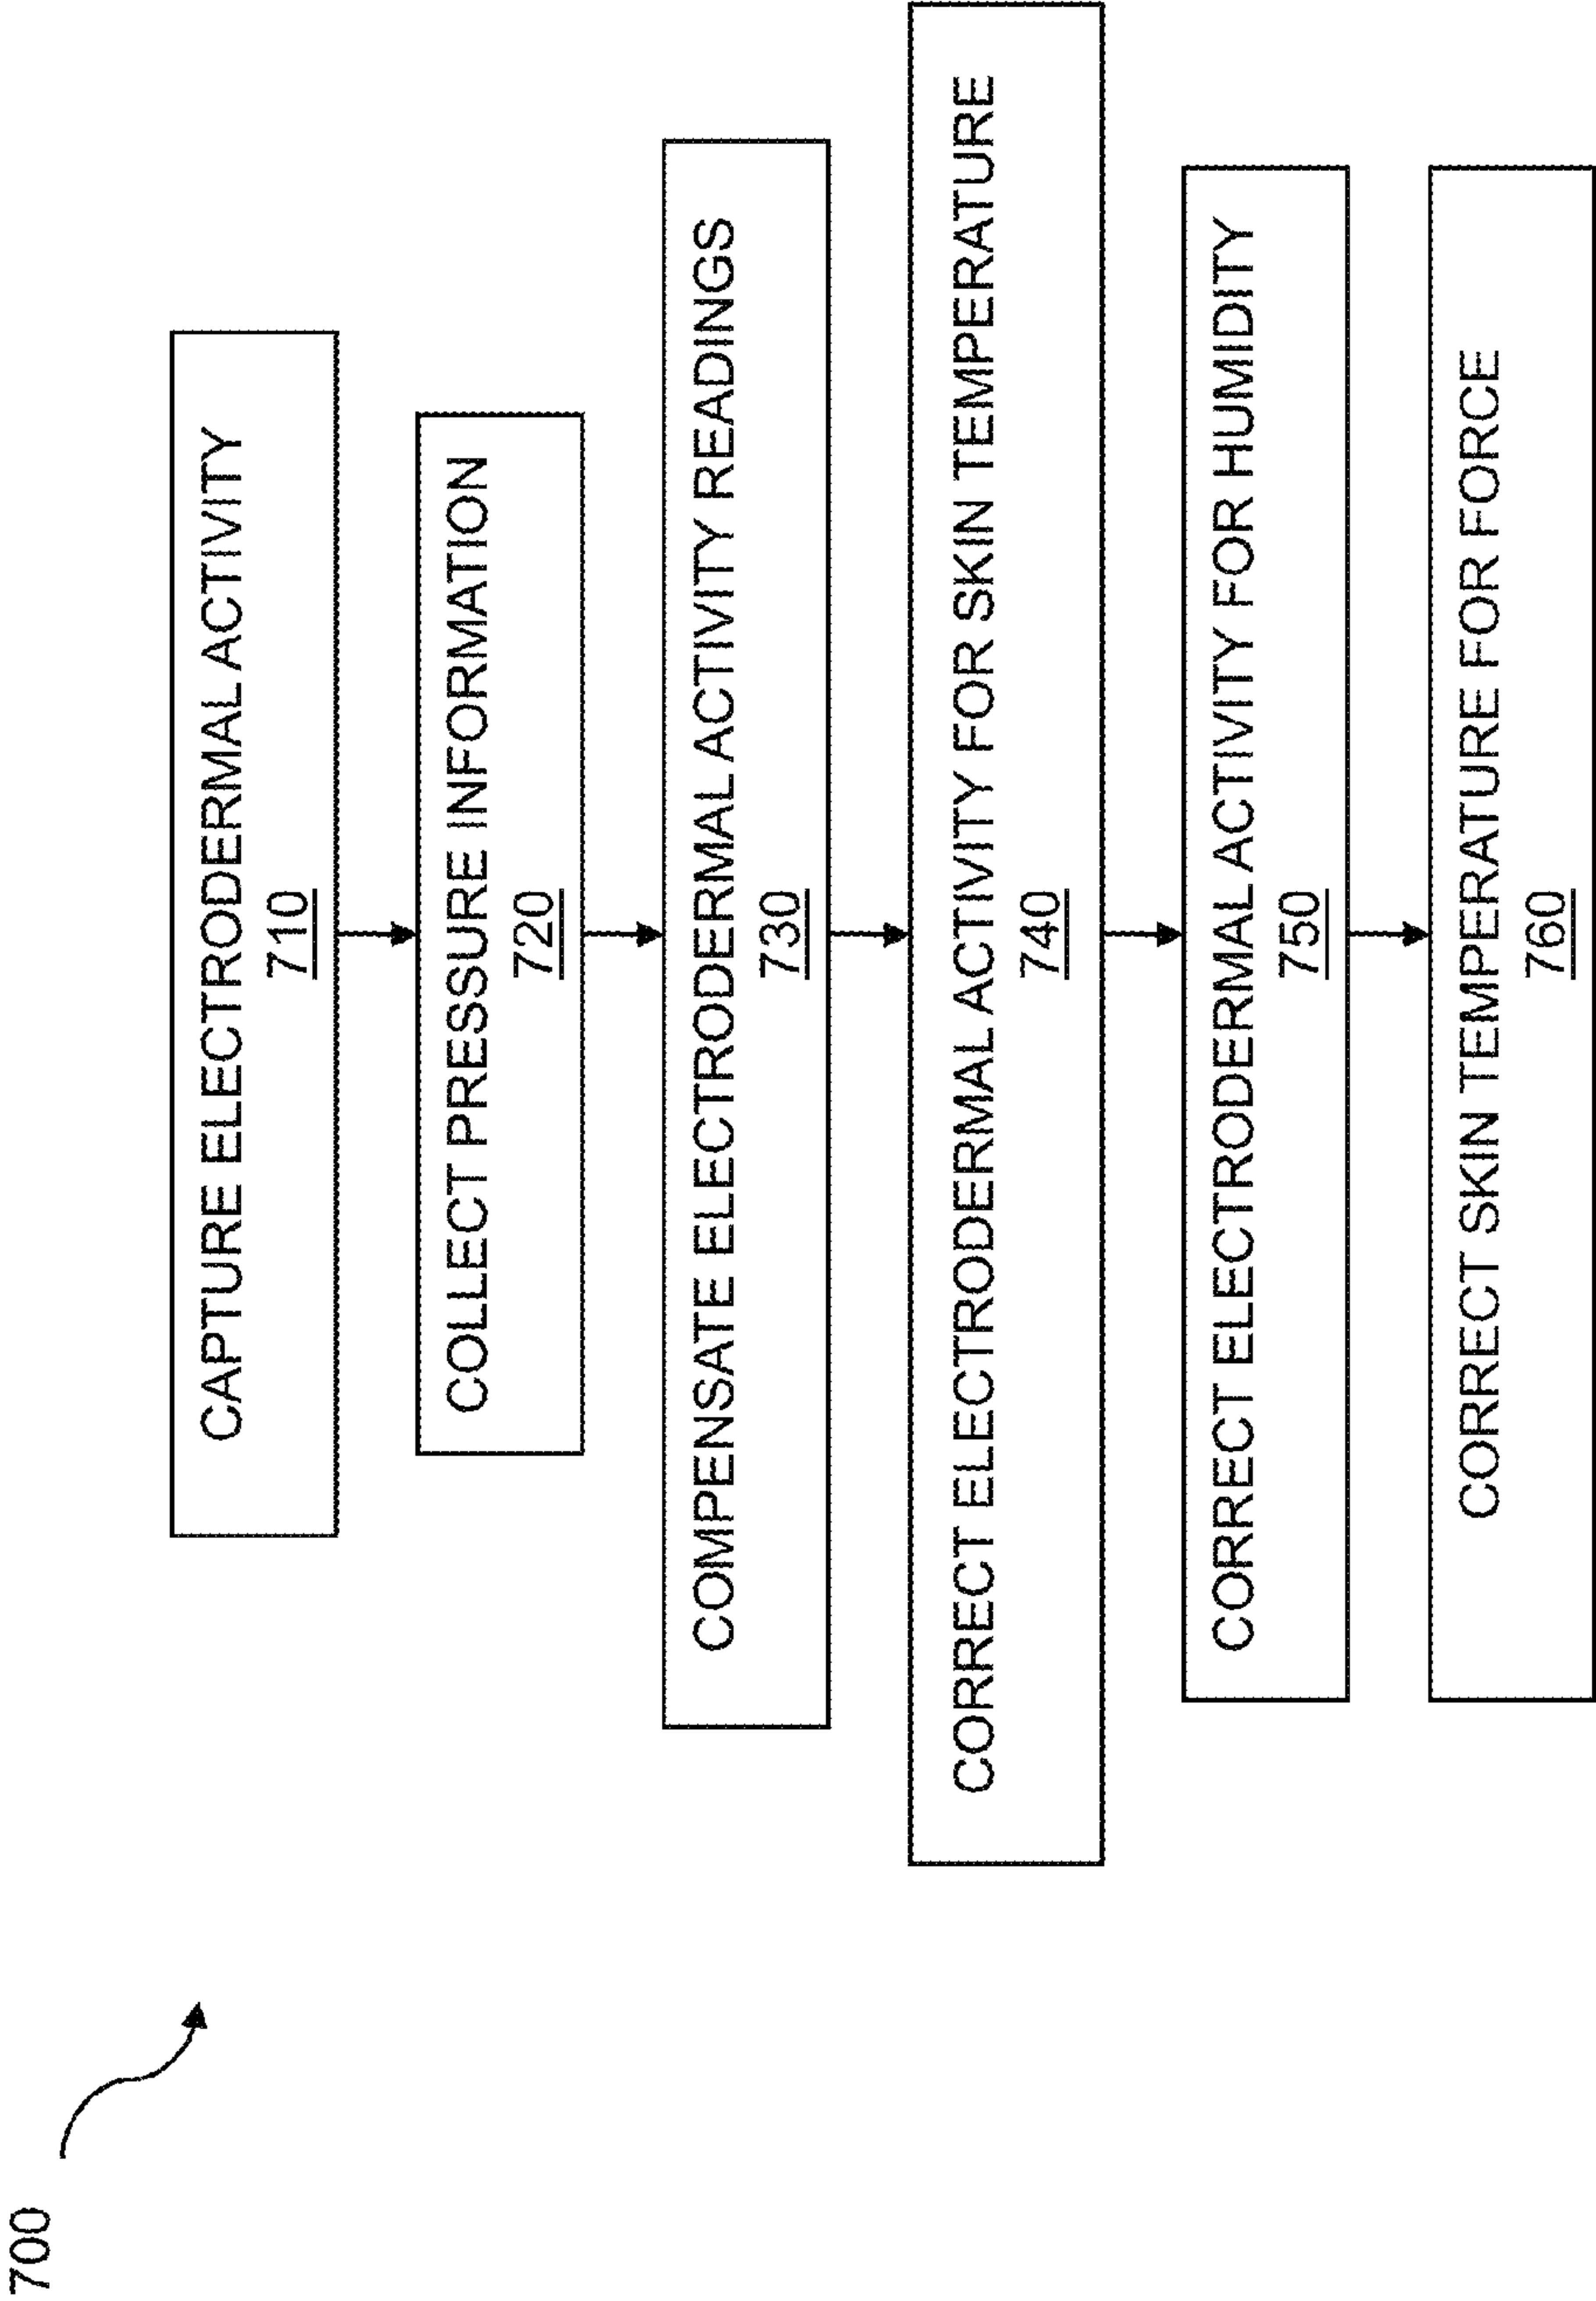 700
CAPTURE ELECTRODERMAL ACTIVITY
710
COLLECT PRESSURE INFORMATION
720
COMPENSATE ELECTRODERMAL ACTIVITY READINGS
730
CORRECT ELECTRODERMAL ACTIVITY FOR SKIN TEMPERATURE
740
CORRECT ELECTRODERMAL ACTIVITY FOR HUMIDITY
750
CORRECT SKIN TEMPERATURE FOR FORCE
760